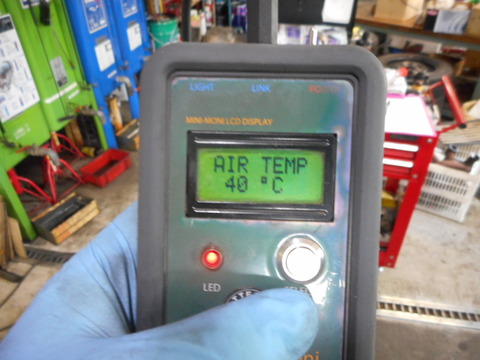 LIGHT LINK
MINI-MONI LCD DISPLAY
AIR TEMP
40 °C
LED